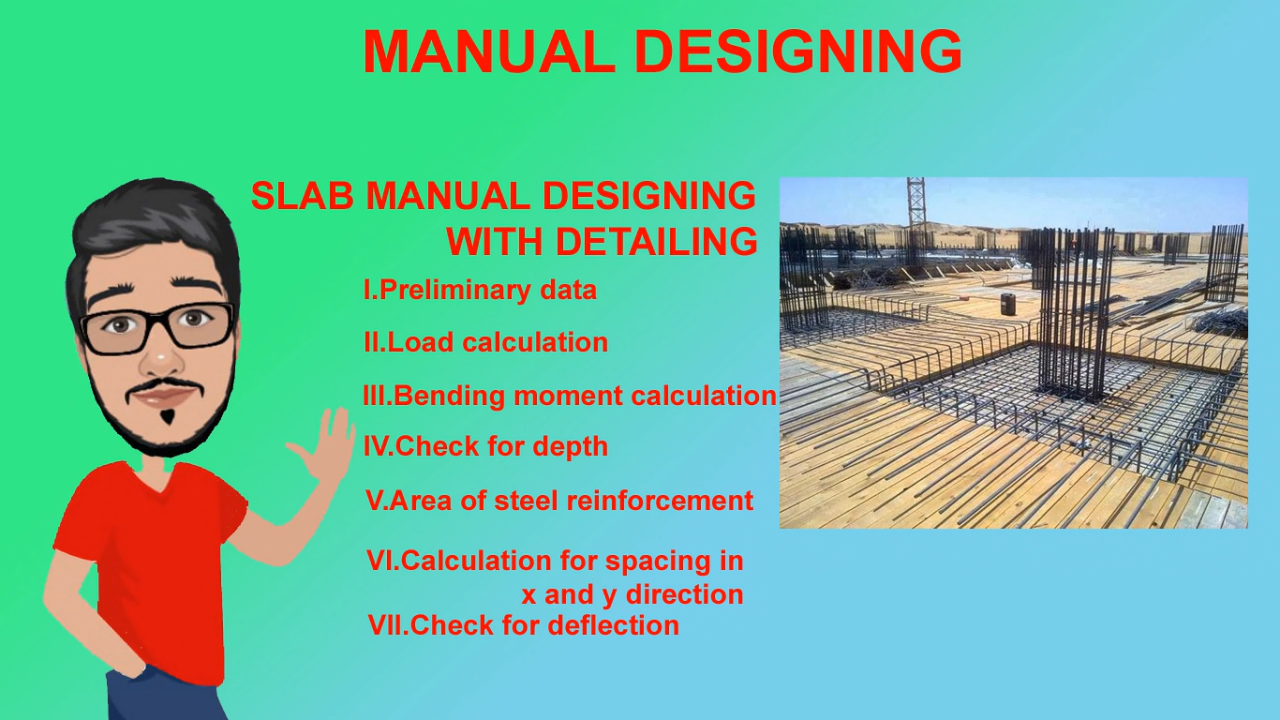 MANUAL DESIGNING
SLAB MANUAL DESIGNING
WITH DETAILING
I.Preliminary data
II.Load calculation
III.Bending moment calculation
IV.Check for depth
V.Area of steel reinforcement
VI.Calculation for spacing in
x and y direction
VII.Check for deflection